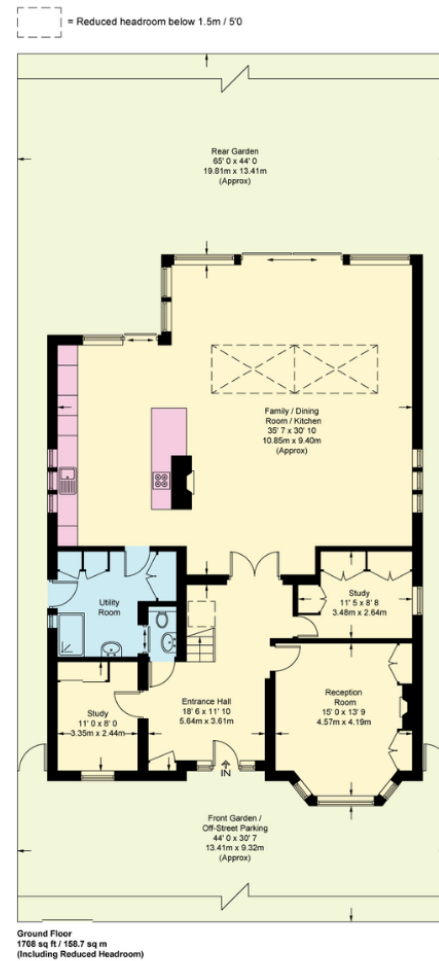 = Reduced headroom below 1.5m / 5'0
Rear Garden
65' 0 x 44' 0
19.81m x 13.41m
(Approx)
Family / Dining
Room / Kitchen
35' 7 x 30' 10
10.85m x 9.40m
(Approx)
Utility
Room
Study
11' 5 x 8' 8
3.48m x 2.64m
Study
11' 0 x 8' 0
3.35m x 2.44m
Entrance Hall
18' 6 x 11' 10
5.64m x 3.61m
Reception
Room
15' 0 x 13' 9
4.57m x 4.19m
IN
Front Garden /
Off-Street Parking
44' 0 x 30' 7
13.41m x 9.32m
(Approx)
Ground Floor
1708 sq ft / 158.7 sq m
(Including Reduced Headroom)